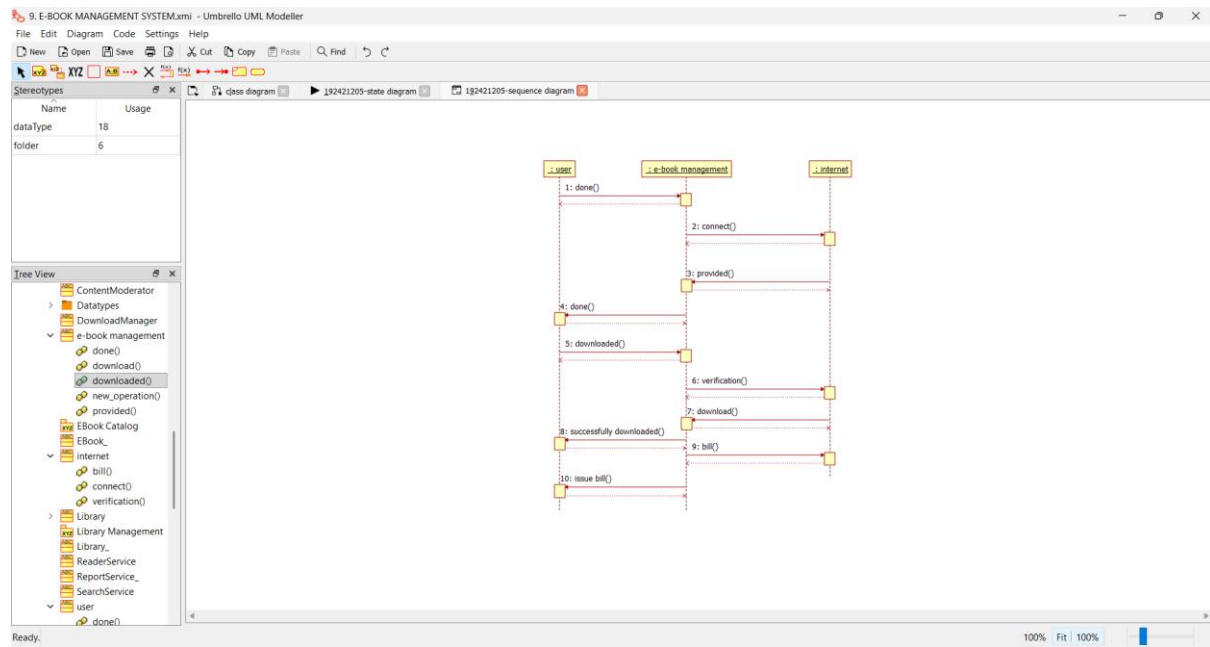 9. E-BOOK MANAGEMENT SYSTEM.xmi - Umbrello UML Modeller
File Edit Diagram Code Settings Help
New Open Save Cut Copy Paste Find
XYZ A.B
Stereotypes
Name Usage
dataType 18
folder 6
class diagram 192421205-state diagram 192421205-sequence diagram
: user : e-book management : internet
1: done()
2: connect()
3: provided()
4: done()
5: downloaded()
6: verification()
7: download()
8: successfully downloaded()
9: bill()
10: issue bill()
Tree View
ContentModerator
Datatypes
DownloadManager
e-book management
done()
download()
downloaded()
new_operation()
provided()
EBook Catalog
EBook_
internet
bill()
connect()
verification()
Library
Library Management
Library_
ReaderService
ReportService_
SearchService
user
done()
Ready. 100% Fit 100%